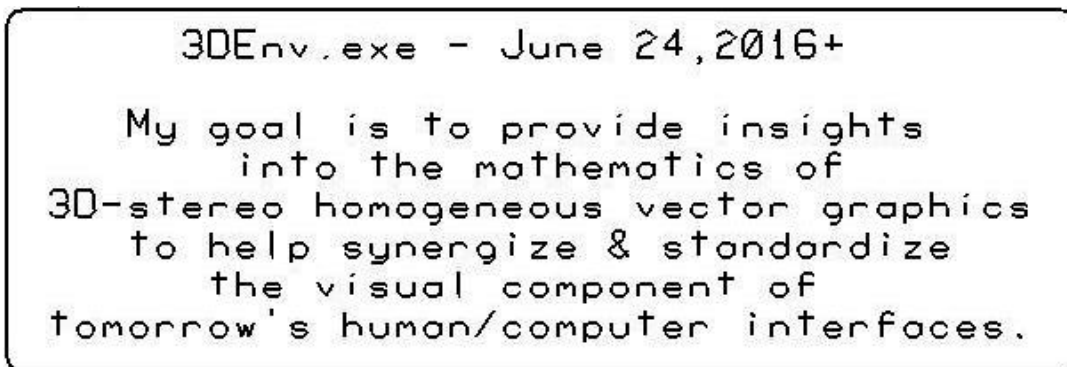 3DEnv.exe - June 24,2016+
My goal is to provide insights
into the mathematics of
3D-stereo homogeneous vector graphics
to help synergize & standardize
the visual component of
tomorrow's human/computer interfaces.